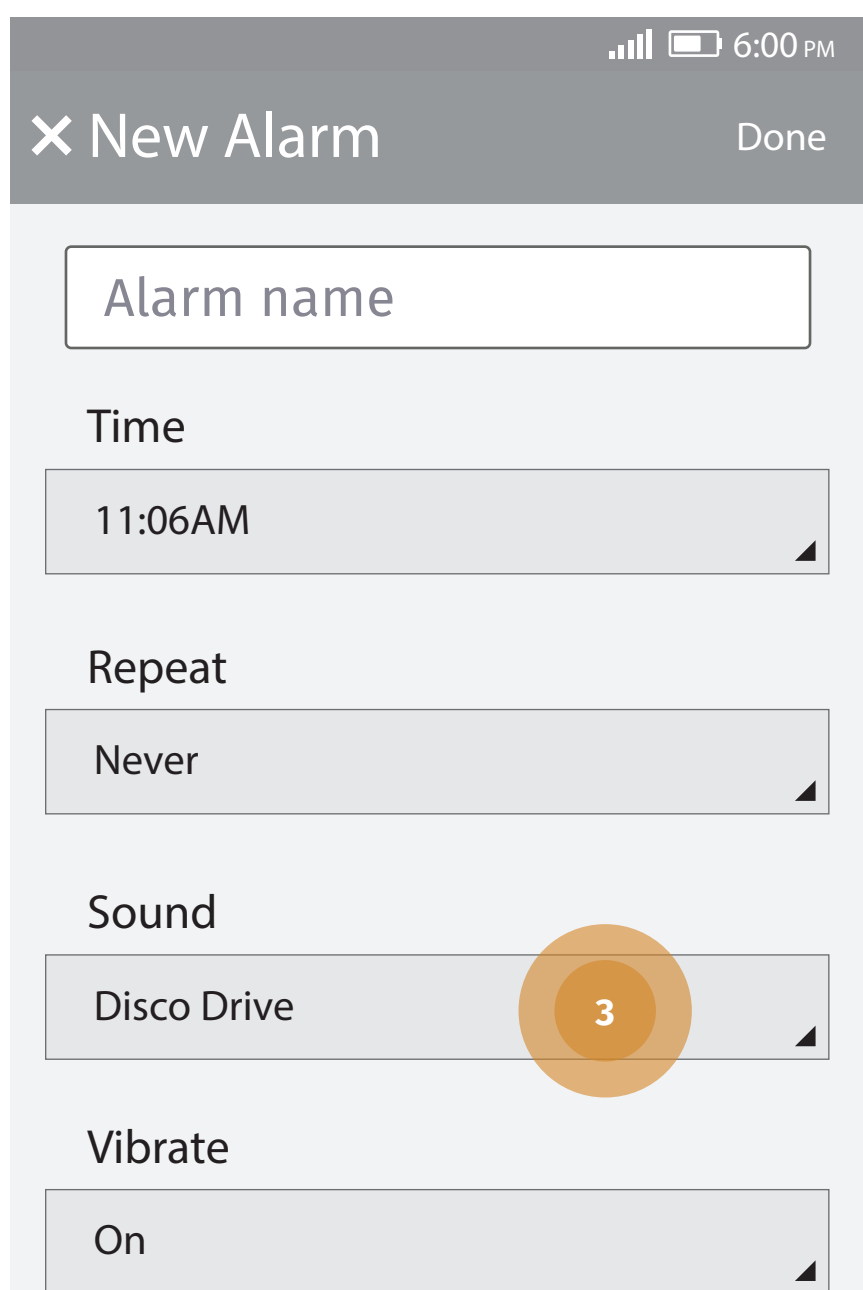 6:00 PM
New Alarm Done
Alarm name
Time
11:06AM
Repeat
Never
Sound
Disco Drive 3
Vibrate
On